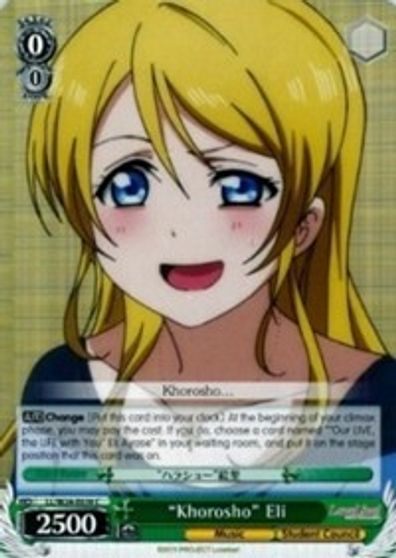 0
0
Khorosho...
A/C Change [Put this card into your clock] At the beginning of your climax
phase, you may pay the cost. If you do, choose a card named ""Our LIVE,
the LIFE with You" Eli Ayase" in your waiting room, and put it on the stage
position that this card was on.
"ハラショー"絵里
2500
"Khorosho" Eli
Music
Student Council